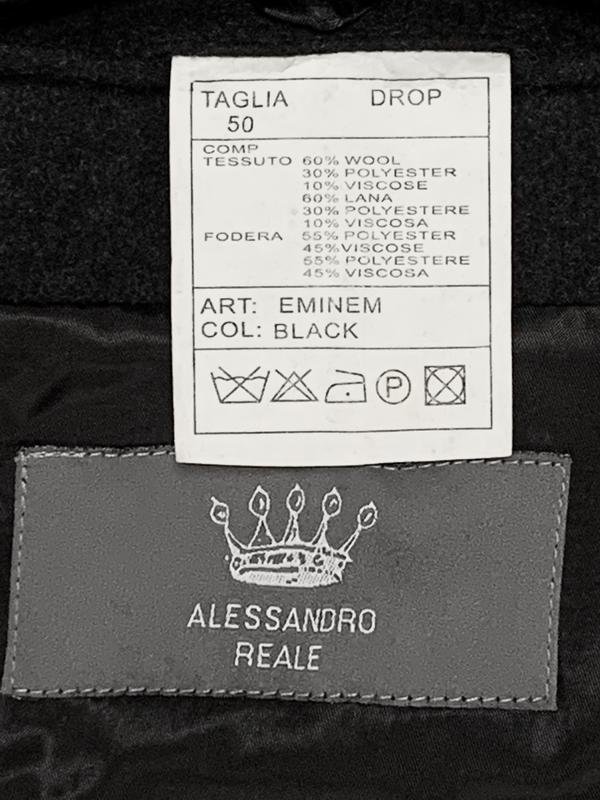 TAGLIA DROP
50
COMP
TESSUTO 60% WOOL
30% POLYESTER
10% VISCOSE
60% LANA
30% POLYESTERE
10% VISCOSA
FODERA 55% POLYESTER
45%VISCOSE
55% POLYESTERE
45% VISCOSA
ART: EMINEM
COL: BLACK
P
ALESSANDRO
REALE